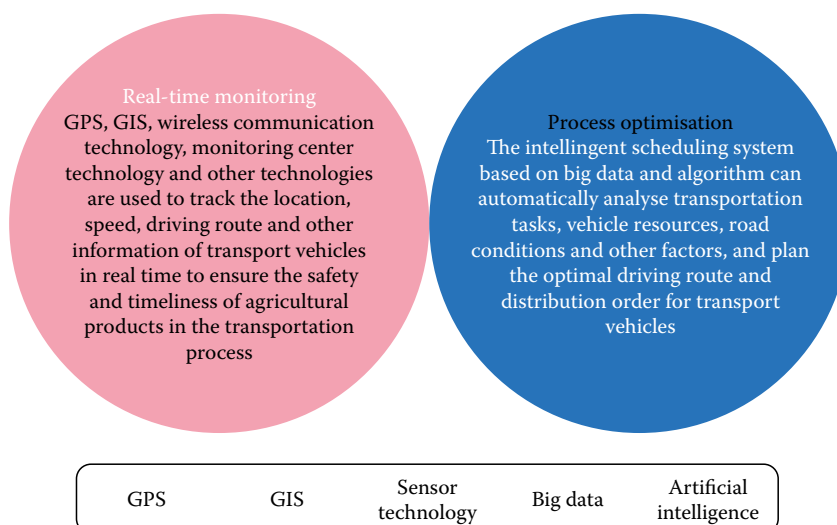 Real-time monitoring
GPS, GIS, wireless communication
technology, monitoring center
technology and other technologies
are used to track the location,
speed, driving route and other
information of transport vehicles
in real time to ensure the safety
and timeliness of agricultural
products in the transportation
process
Process optimisation
The intellingent scheduling system
based on big data and algorithm can
automatically analyse transportation
tasks, vehicle resources, road
conditions and other factors, and plan
the optimal driving route and
distribution order for transport
vehicles
GPS
GIS
Sensor
technology
Big data
Artificial
intelligence